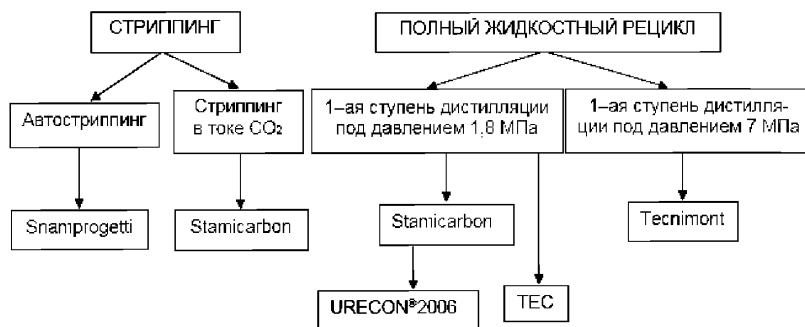 СТРИППИНГ
ПОЛНЫЙ ЖИДКОСТНЫЙ РЕЦИКЛ
Автостриппинг
Стриппинг
в токе CO₂
1–ая ступень дистилляции
под давлением 1,8 МПа
1–ая ступень дистилля-
ции под давлением 7 МПа
Snamprogetti
Stamicarbon
Stamicarbon
Tecnimont
URECON®2006
TEC